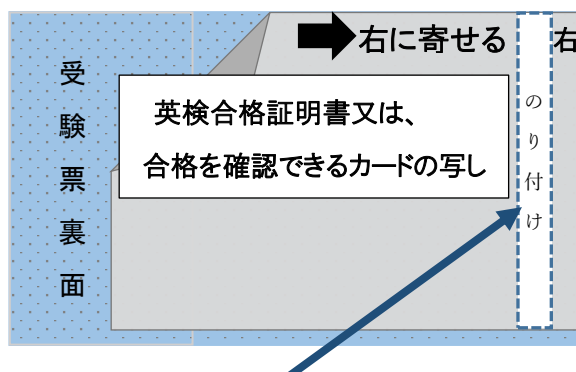 右に寄せる
右
受験票裏面
英検合格証明書又は、
合格を確認できるカードの写し
のり付け